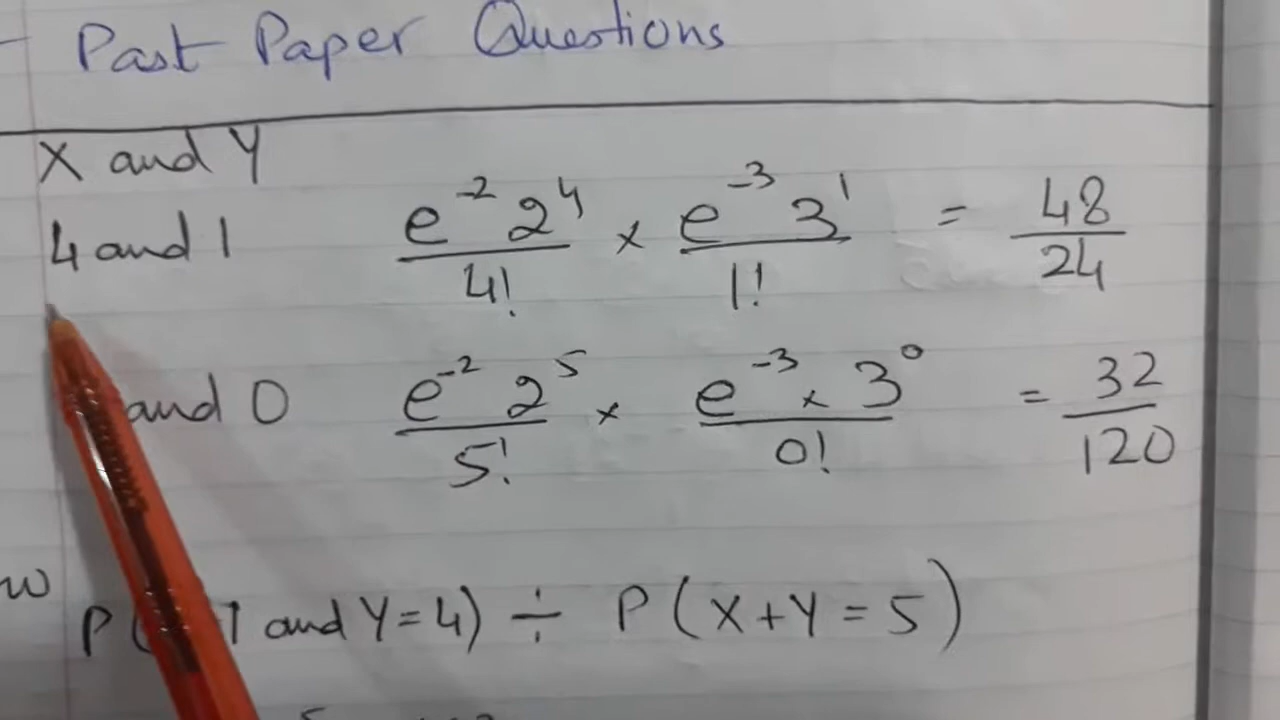 Past Paper Questions
X and Y
4 and 1 e^-2 2^4 / 4! × e^-3 3^1 / 1! = 48/24
and 0 e^-2 2^5 / 5! × e^-3 × 3^0 / 0! = 32/120
w
P( 1 and Y=4) ÷ P(X+Y=5)